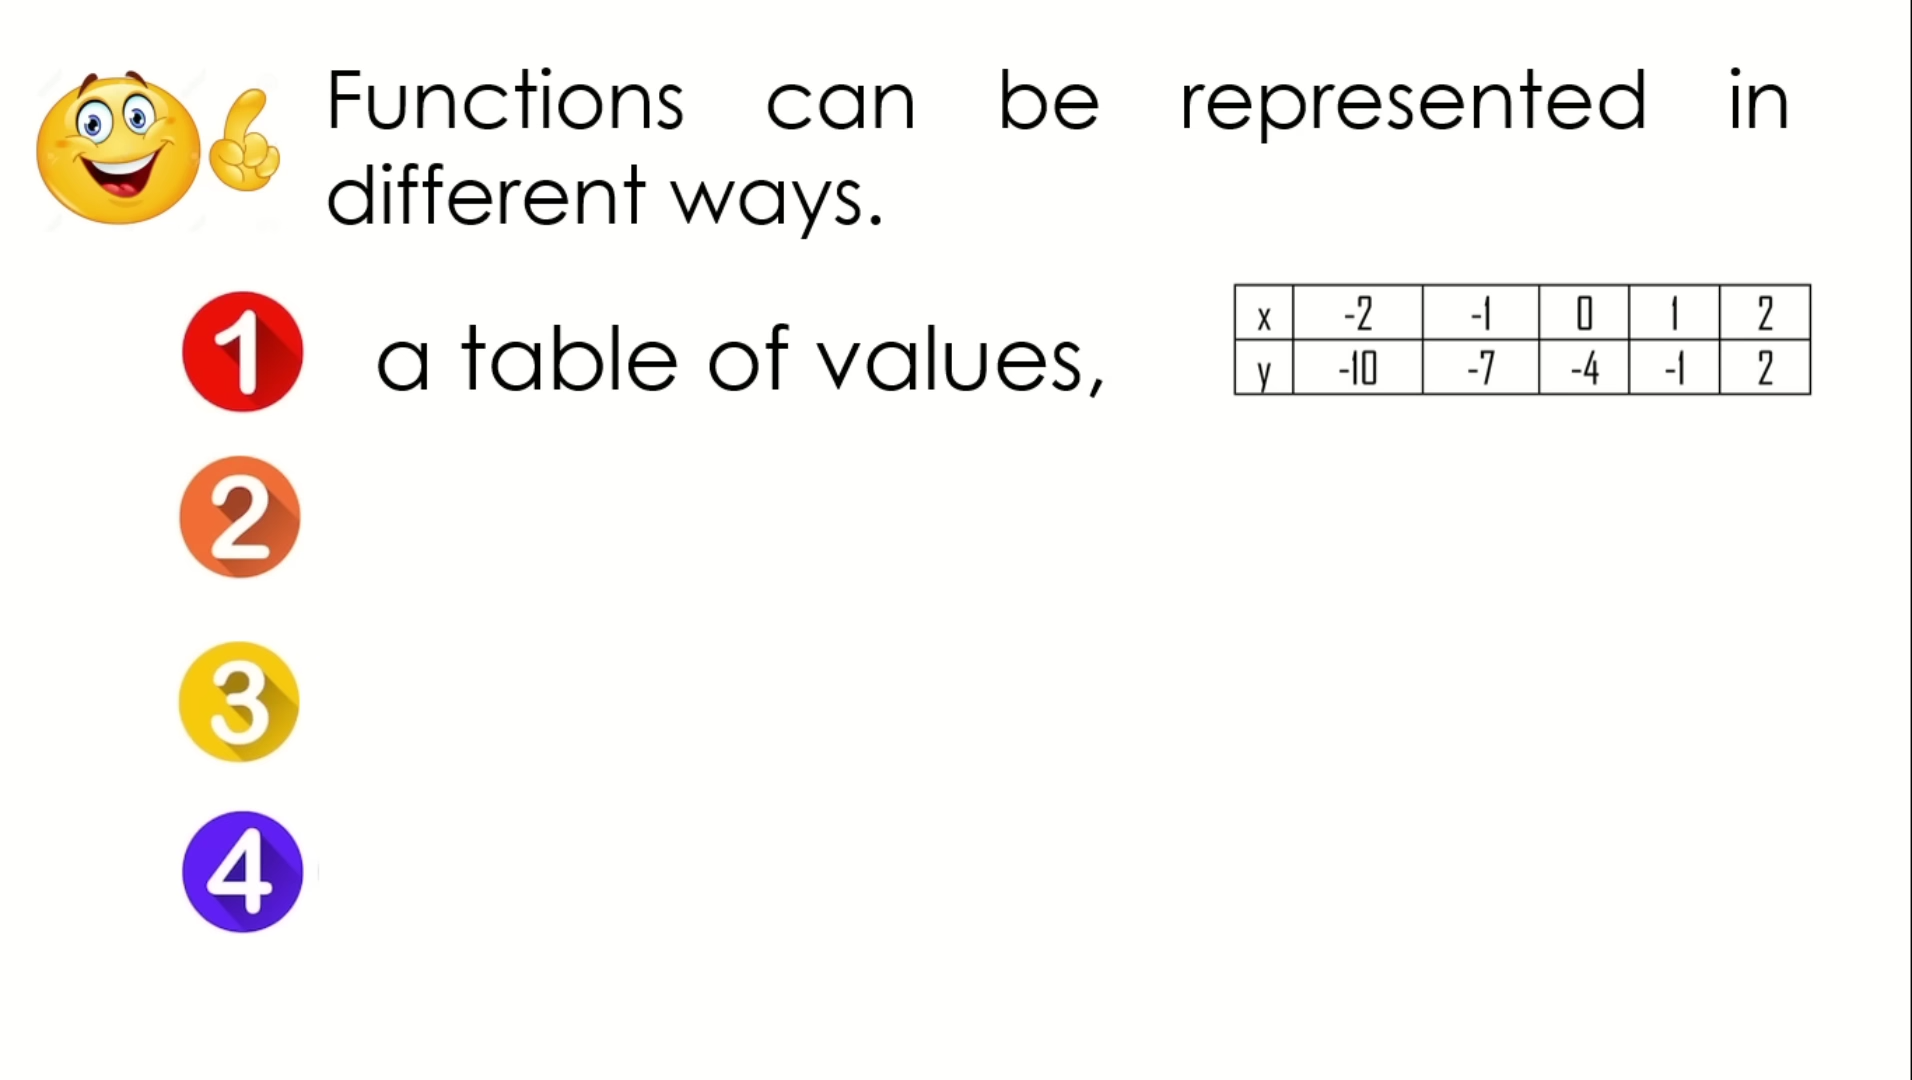 Functions can be represented in
different ways.
1 a table of values,
x -2 -1 0 1 2
y -10 -7 -4 -1 2
2
3
4